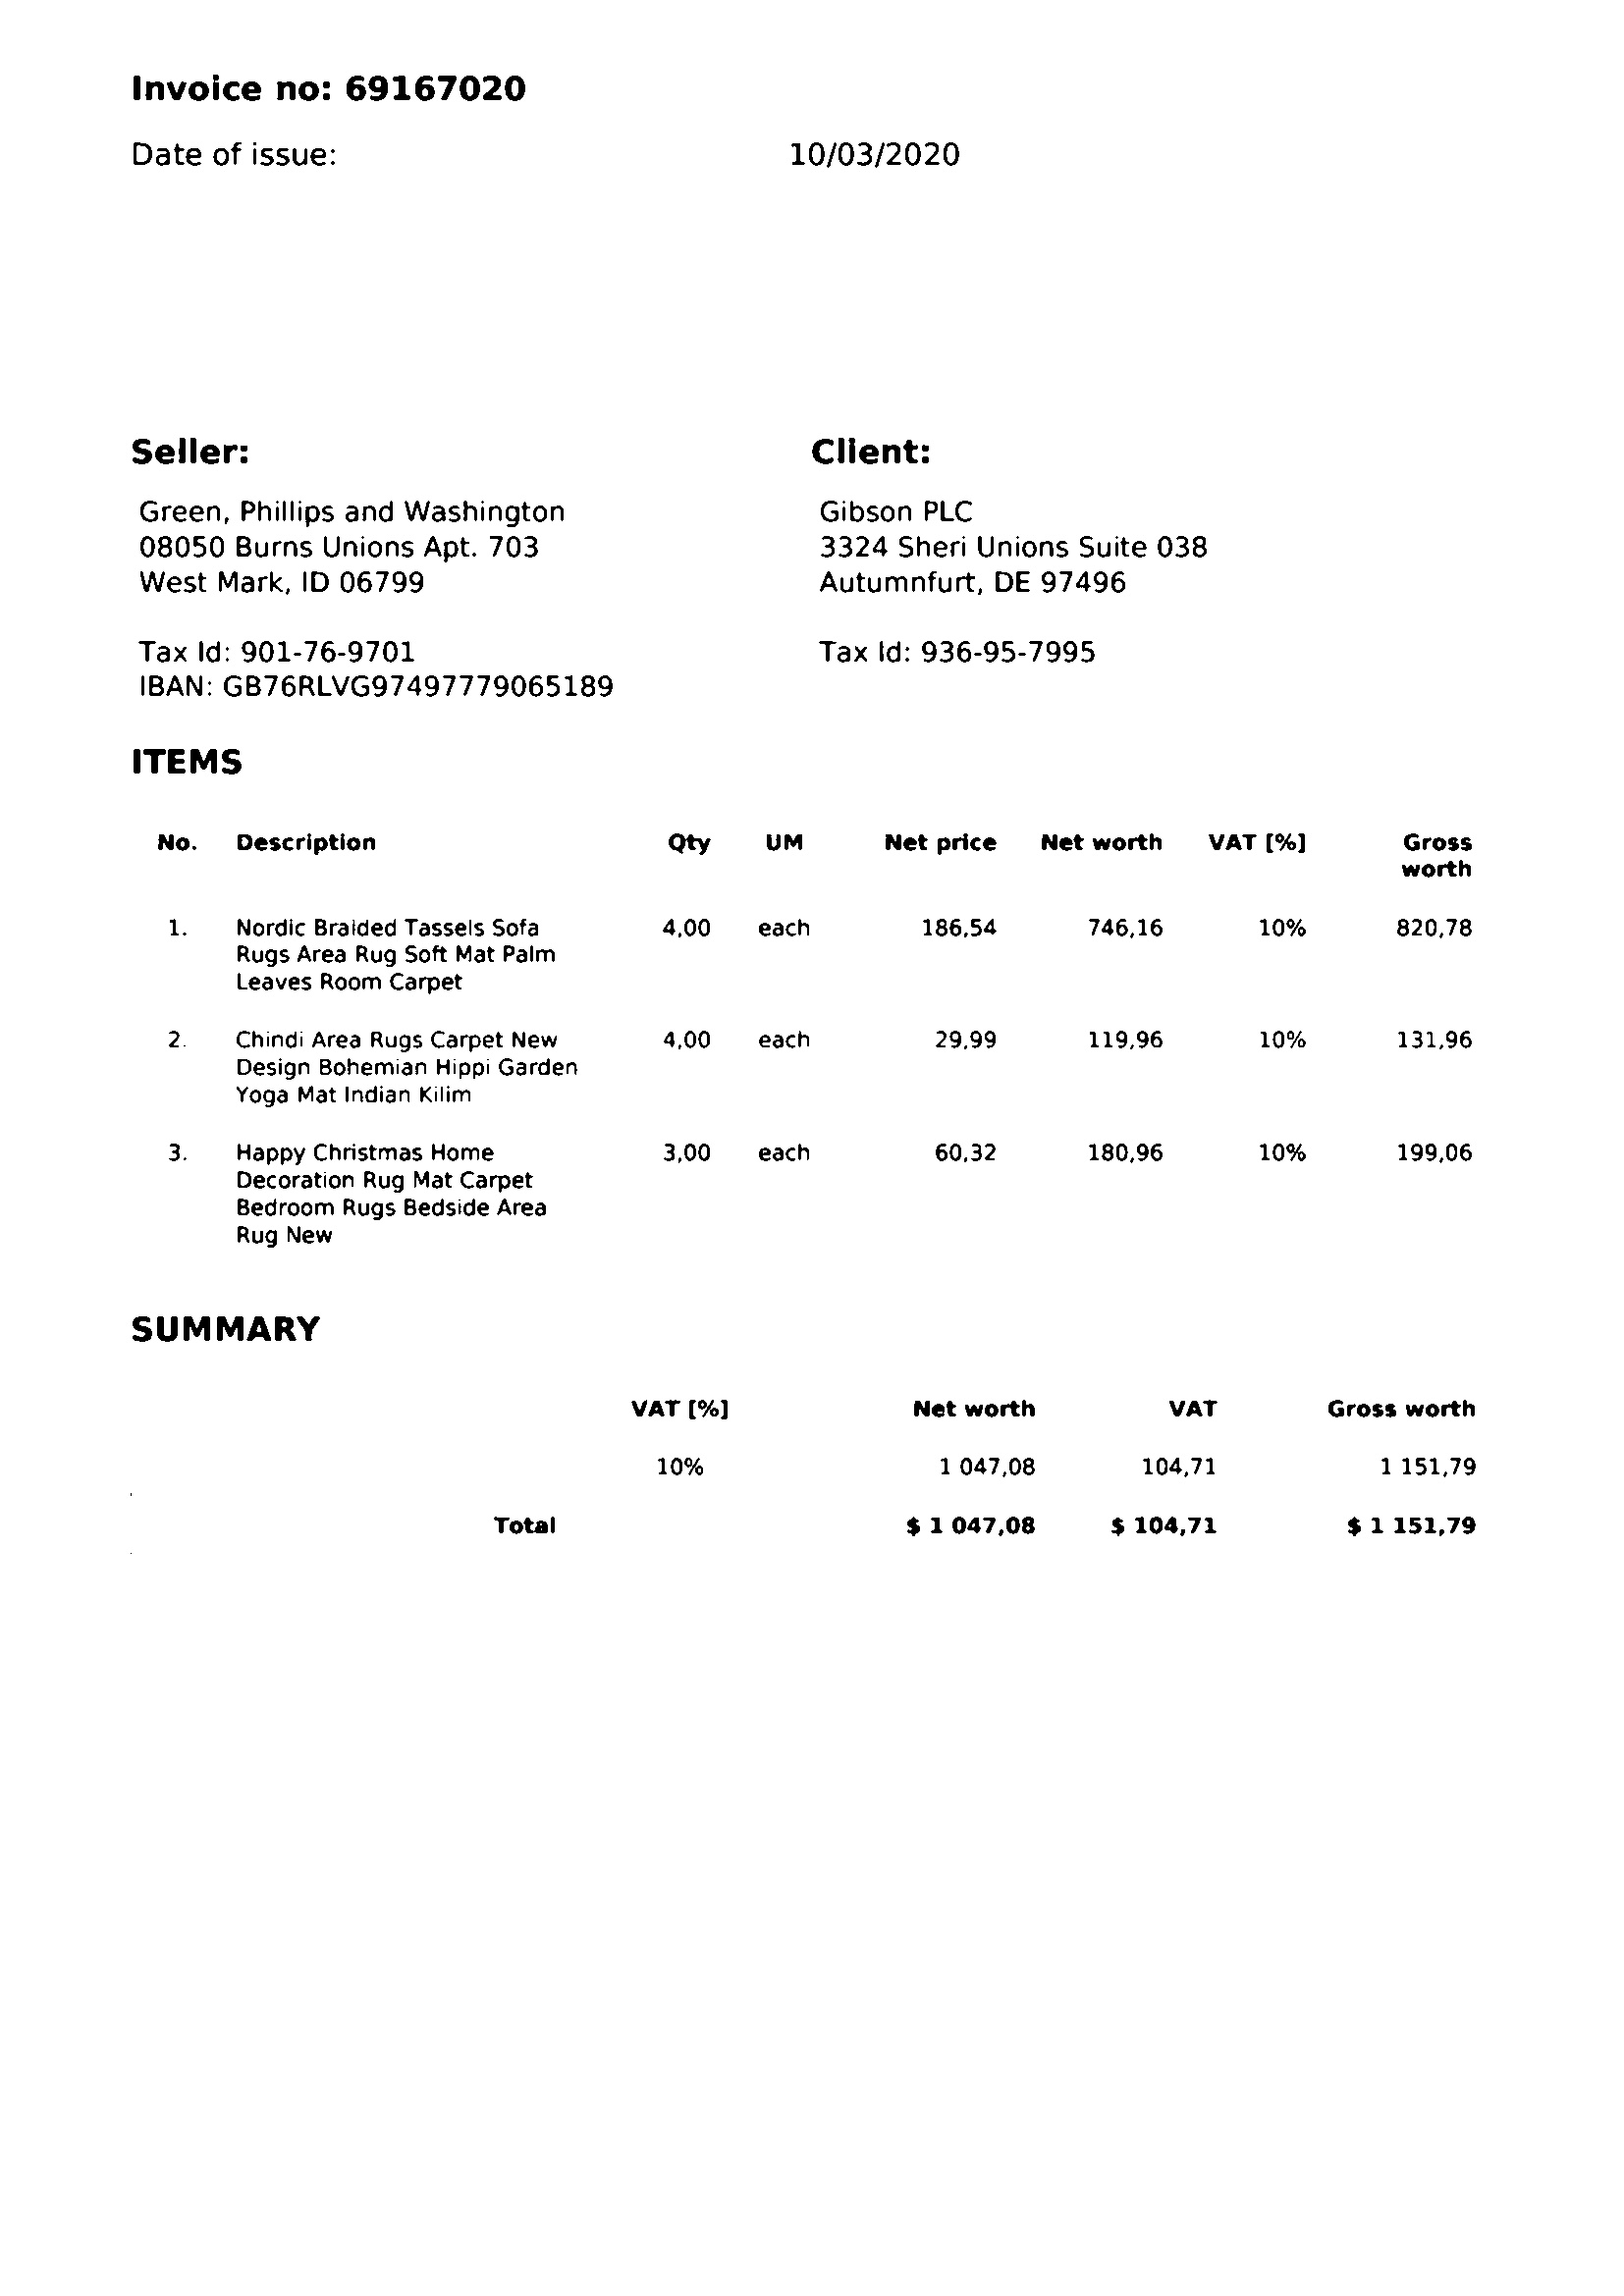 Invoice no: 69167020
Date of issue: 10/03/2020
Seller: Client:
Green, Phillips and Washington Gibson PLC
08050 Burns Unions Apt. 703 3324 Sheri Unions Suite 038
West Mark, ID 06799 Autumnfurt, DE 97496
Tax Id: 901-76-9701 Tax Id: 936-95-7995
IBAN: GB76RLVG97497779065189
ITEMS
No. Description Qty UM Net price Net worth VAT [%] Gross
worth
1. Nordic Braided Tassels Sofa 4,00 each 186,54 746,16 10% 820,78
Rugs Area Rug Soft Mat Palm
Leaves Room Carpet
2. Chindi Area Rugs Carpet New 4,00 each 29,99 119,96 10% 131,96
Design Bohemian Hippi Garden
Yoga Mat Indian Kilim
3. Happy Christmas Home 3,00 each 60,32 180,96 10% 199,06
Decoration Rug Mat Carpet
Bedroom Rugs Bedside Area
Rug New
SUMMARY
VAT [%] Net worth VAT Gross worth
10% 1 047,08 104,71 1 151,79
Total $ 1 047,08 $ 104,71 $ 1 151,79